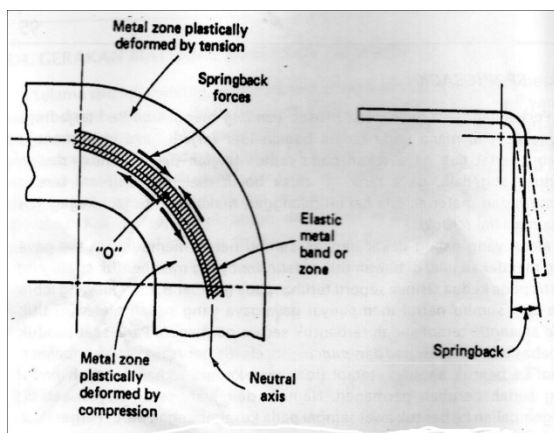 Metal zone plastically
deformed by tension
Springback
forces
"O"
Elastic
metal band or
zone
Metal zone
plastically
deformed by
compression
Neutral
axis
Springback